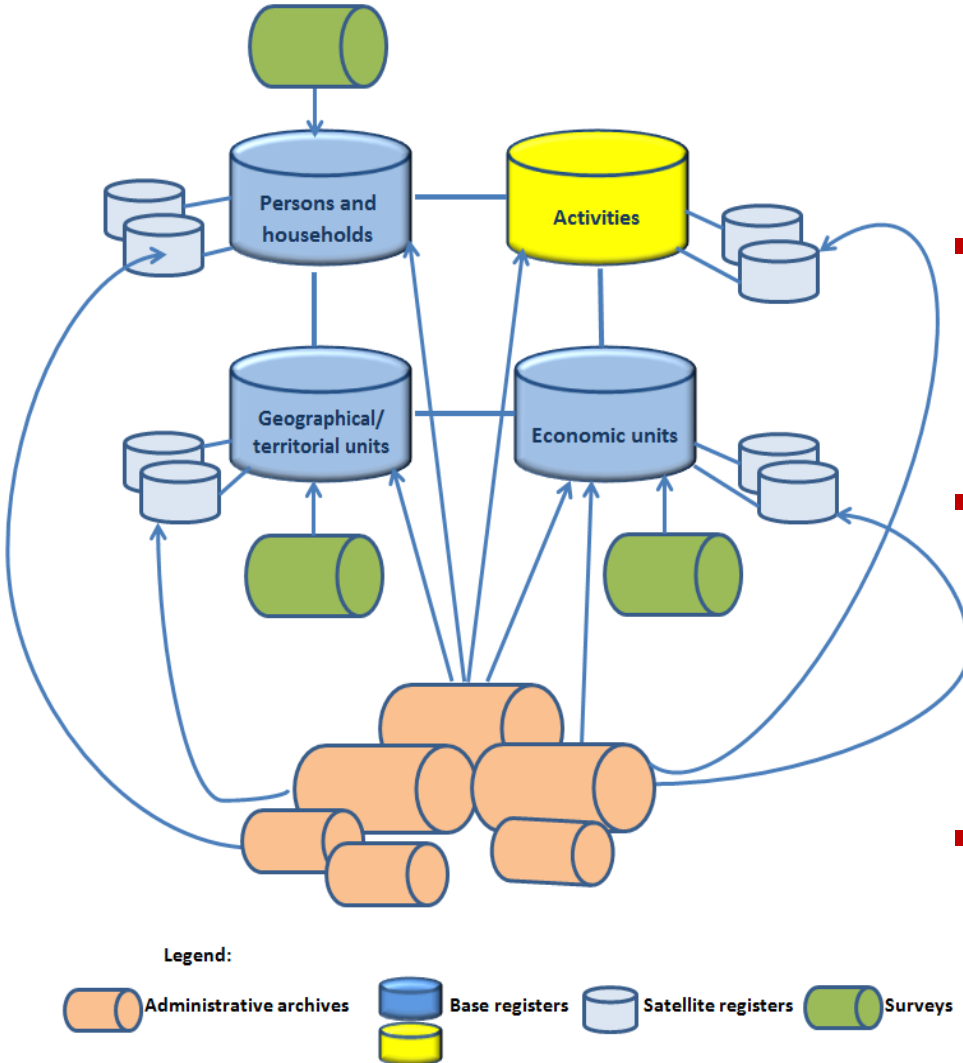 Persons and
households
Activities
Geographical/
territorial units
Economic units
Legend:
Administrative archives
Base registers
Satellite registers
Surveys